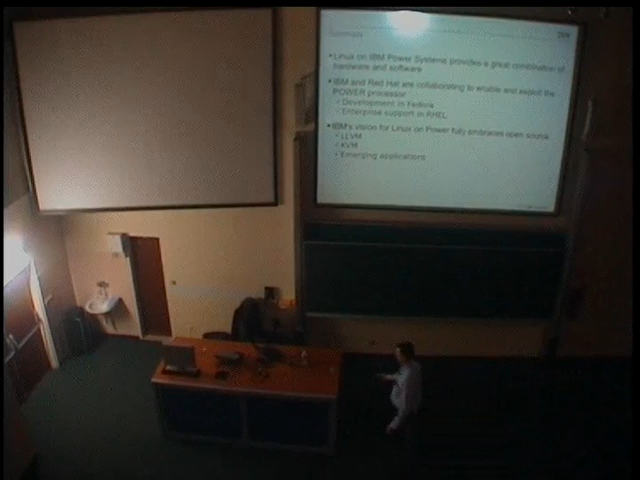 Summary
• Linux on IBM Power Systems provides a great combination of
hardware and software
• IBM and Red Hat are collaborating to enable and exploit the
POWER processor
Development in Fedora
Enterprise support in RHEL
• IBM's vision for Linux on Power fully embraces open source
LLVM
KVM
Emerging applications